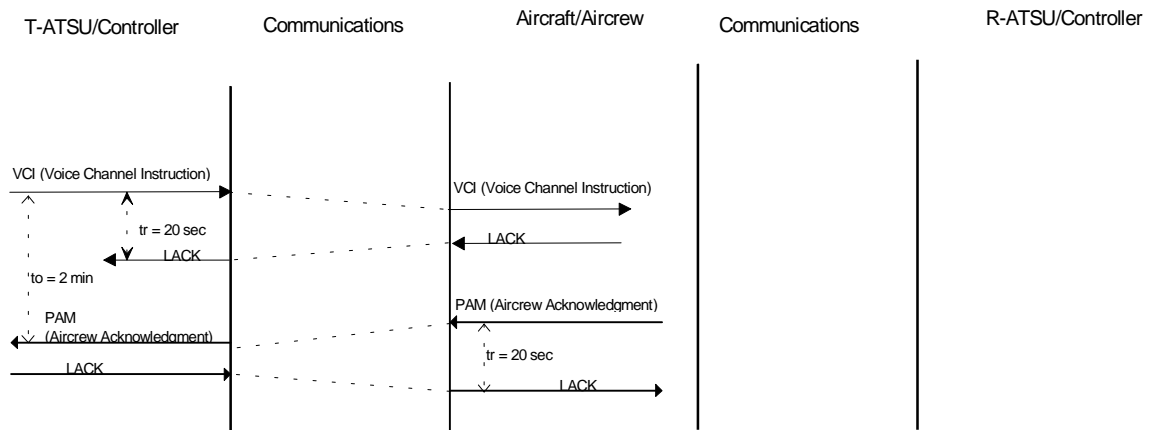 T-ATSU/Controller
Communications
Aircraft/Aircrew
Communications
R-ATSU/Controller
VCI (Voice Channel Instruction)
VCI (Voice Channel Instruction)
tr = 20 sec
LACK
LACK
to = 2 min
PAM (Aircrew Acknowledgment)
PAM
(Aircrew Acknowledgment)
tr = 20 sec
LACK
LACK